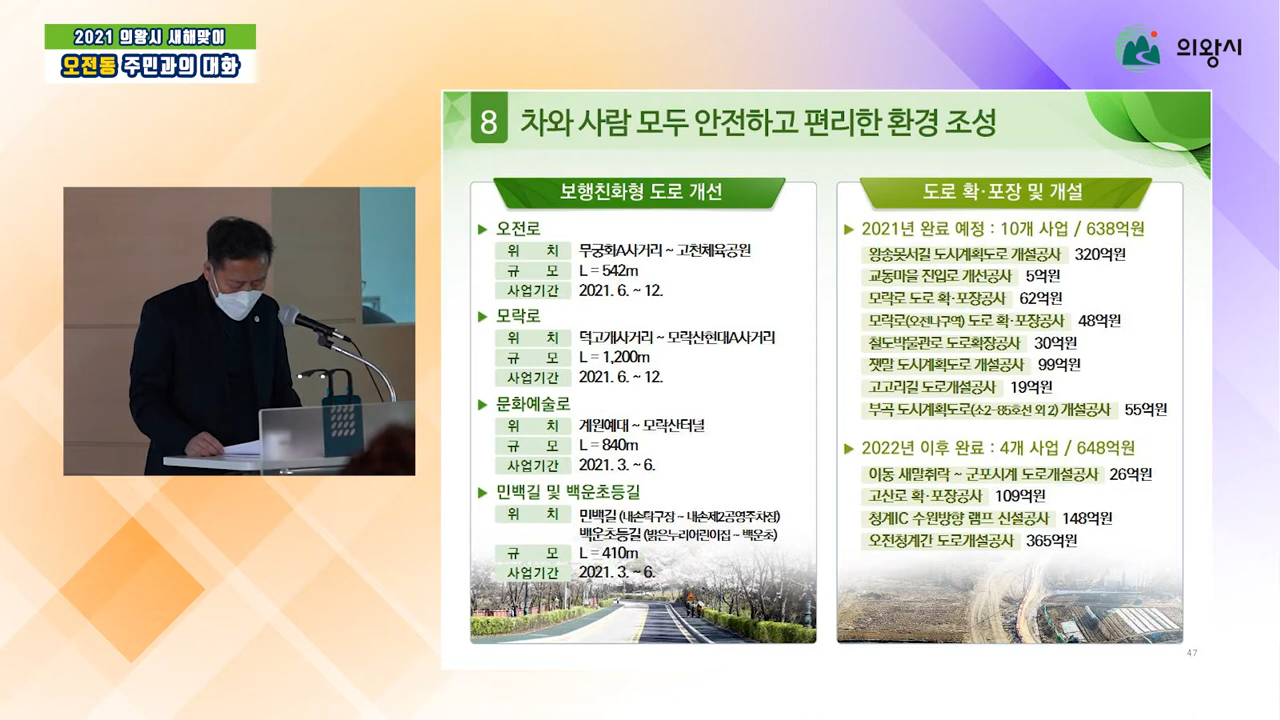 2021 의왕시 새해맞이
오전동 주민과의 대화
의왕시
8 차와 사람 모두 안전하고 편리한 환경 조성
보행친화형 도로 개선
▶ 오전로
위 치 무궁화A사거리 ~ 고천체육공원
규 모 L = 542m
사업기간 2021. 6. ~ 12.
▶ 모락로
위 치 덕고개사거리 ~ 모락산현대A사거리
규 모 L = 1,200m
사업기간 2021. 6. ~ 12.
▶ 문화예술로
위 치 계원예대 ~ 모락산터널
규 모 L = 840m
사업기간 2021. 3. ~ 6.
▶ 민백길 및 백운초등길
위 치 민백길 (내손탁구장 ~ 내손제2공영주차장)
백운초등길 (밝은누리어린이집 ~ 백운초)
규 모 L = 410m
사업기간 2021. 3. ~ 6.
도로 확·포장 및 개설
▶ 2021년 완료 예정 : 10개 사업 / 638억원
왕송못서길 도시계획도로 개설공사 320억원
교동마을 진입로 개선공사 5억원
모락로 도로 확·포장공사 62억원
모락로(오전나구역) 도로 확·포장공사 48억원
철도박물관로 도로확장공사 30억원
잿말 도시계획도로 개설공사 99억원
고고리길 도로개설공사 19억원
부곡 도시계획도로(소2-85호선 외 2) 개설공사 55억원
▶ 2022년 이후 완료 : 4개 사업 / 648억원
이동 새말취락 ~ 군포시계 도로개설공사 26억원
고산로 확·포장공사 109억원
청계IC 수원방향 램프 신설공사 148억원
오전청계간 도로개설공사 365억원
47